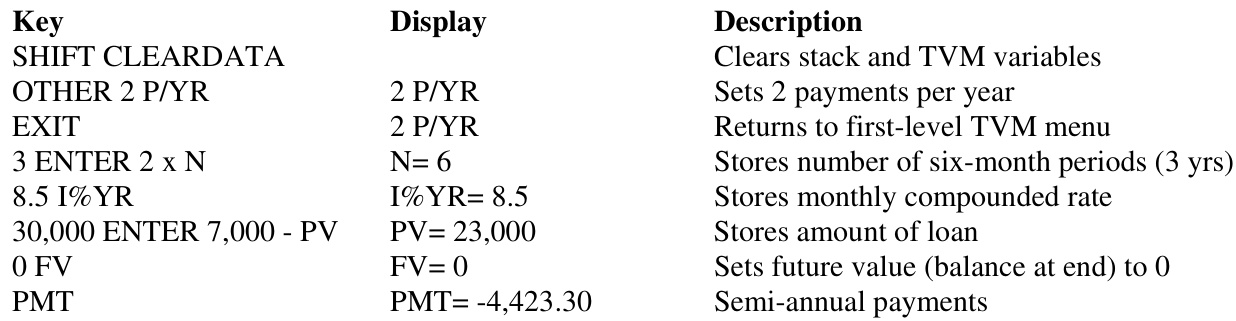 Key Display Description
SHIFT CLEARDATA Clears stack and TVM variables
OTHER 2 P/YR 2 P/YR Sets 2 payments per year
EXIT 2 P/YR Returns to first-level TVM menu
3 ENTER 2 x N N= 6 Stores number of six-month periods (3 yrs)
8.5 I%YR I%YR= 8.5 Stores monthly compounded rate
30,000 ENTER 7,000 - PV PV= 23,000 Stores amount of loan
0 FV FV= 0 Sets future value (balance at end) to 0
PMT PMT= -4,423.30 Semi-annual payments